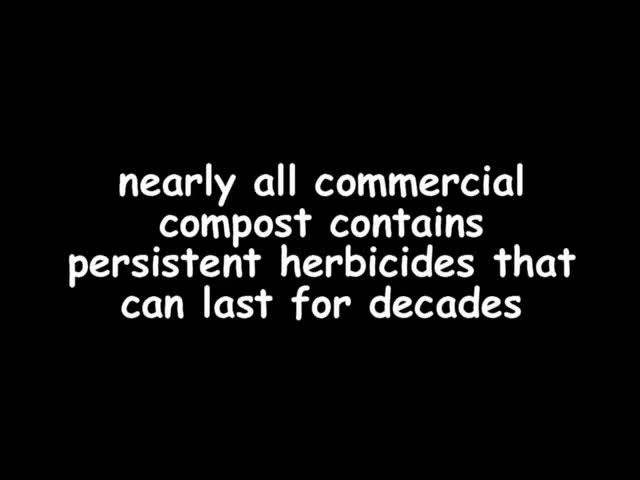 nearly all commercial
compost contains
persistent herbicides that
can last for decades